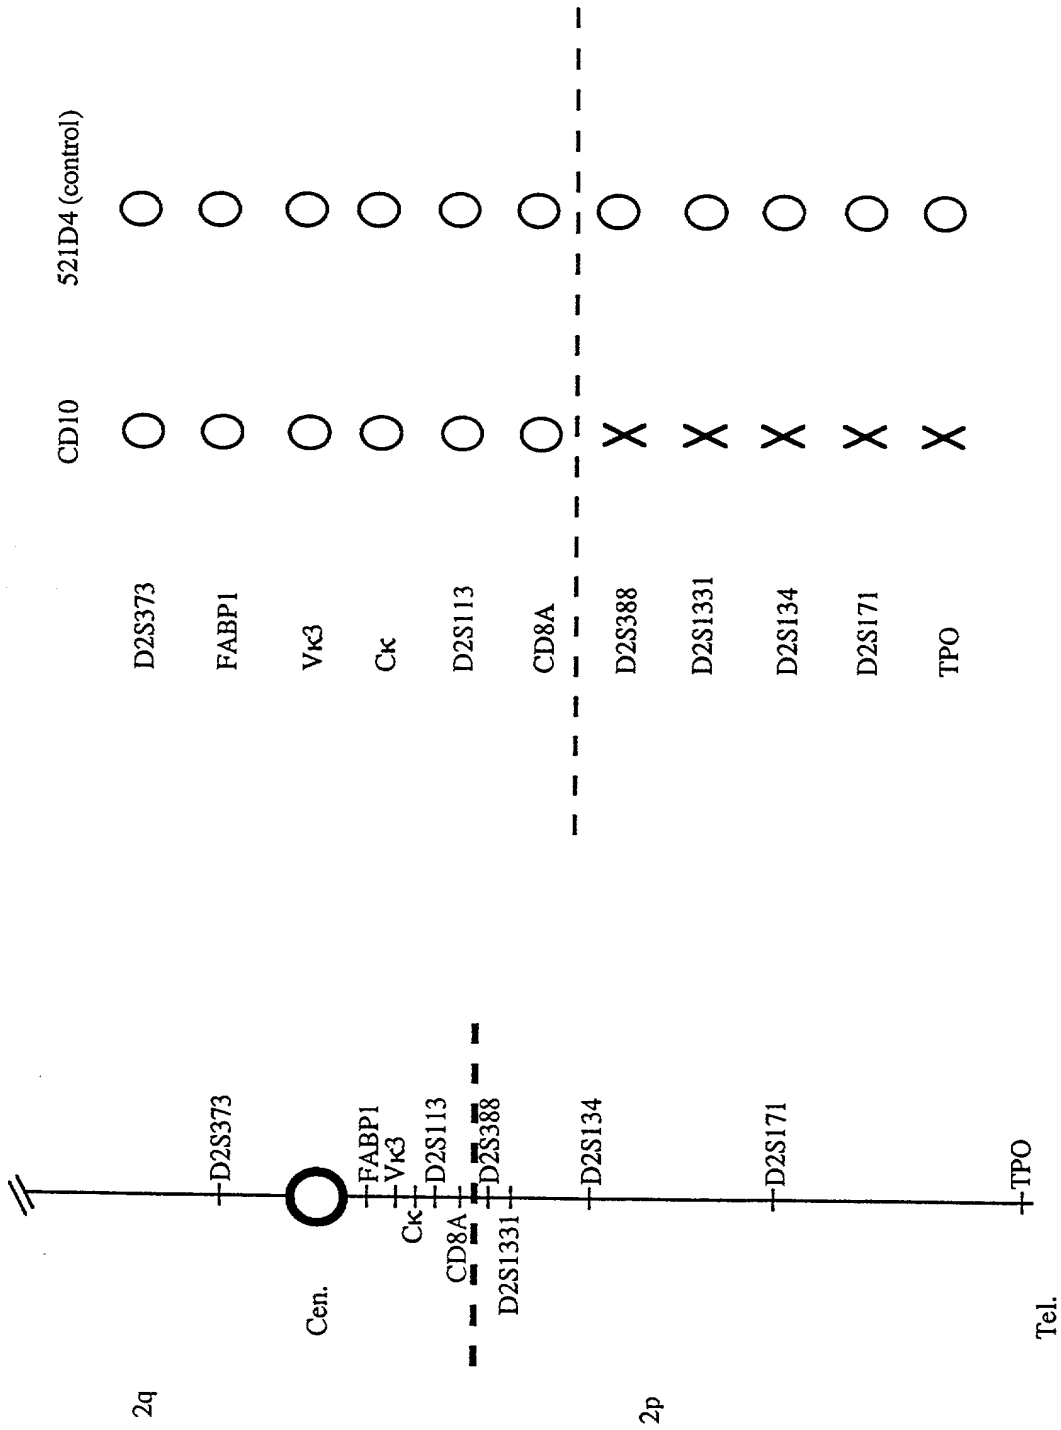 2q
Cen.
D2S373
FABP1
Vκ3
Cκ
D2S113
CD8A
D2S388
D2S1331
D2S134
D2S171
TPO
2p
Tel.
CD10
521D4 (control)
D2S373 O O
FABP1 O O
Vκ3 O O
Cκ O O
D2S113 O O
CD8A O O
D2S388 X O
D2S1331 X O
D2S134 X O
D2S171 X O
TPO X O